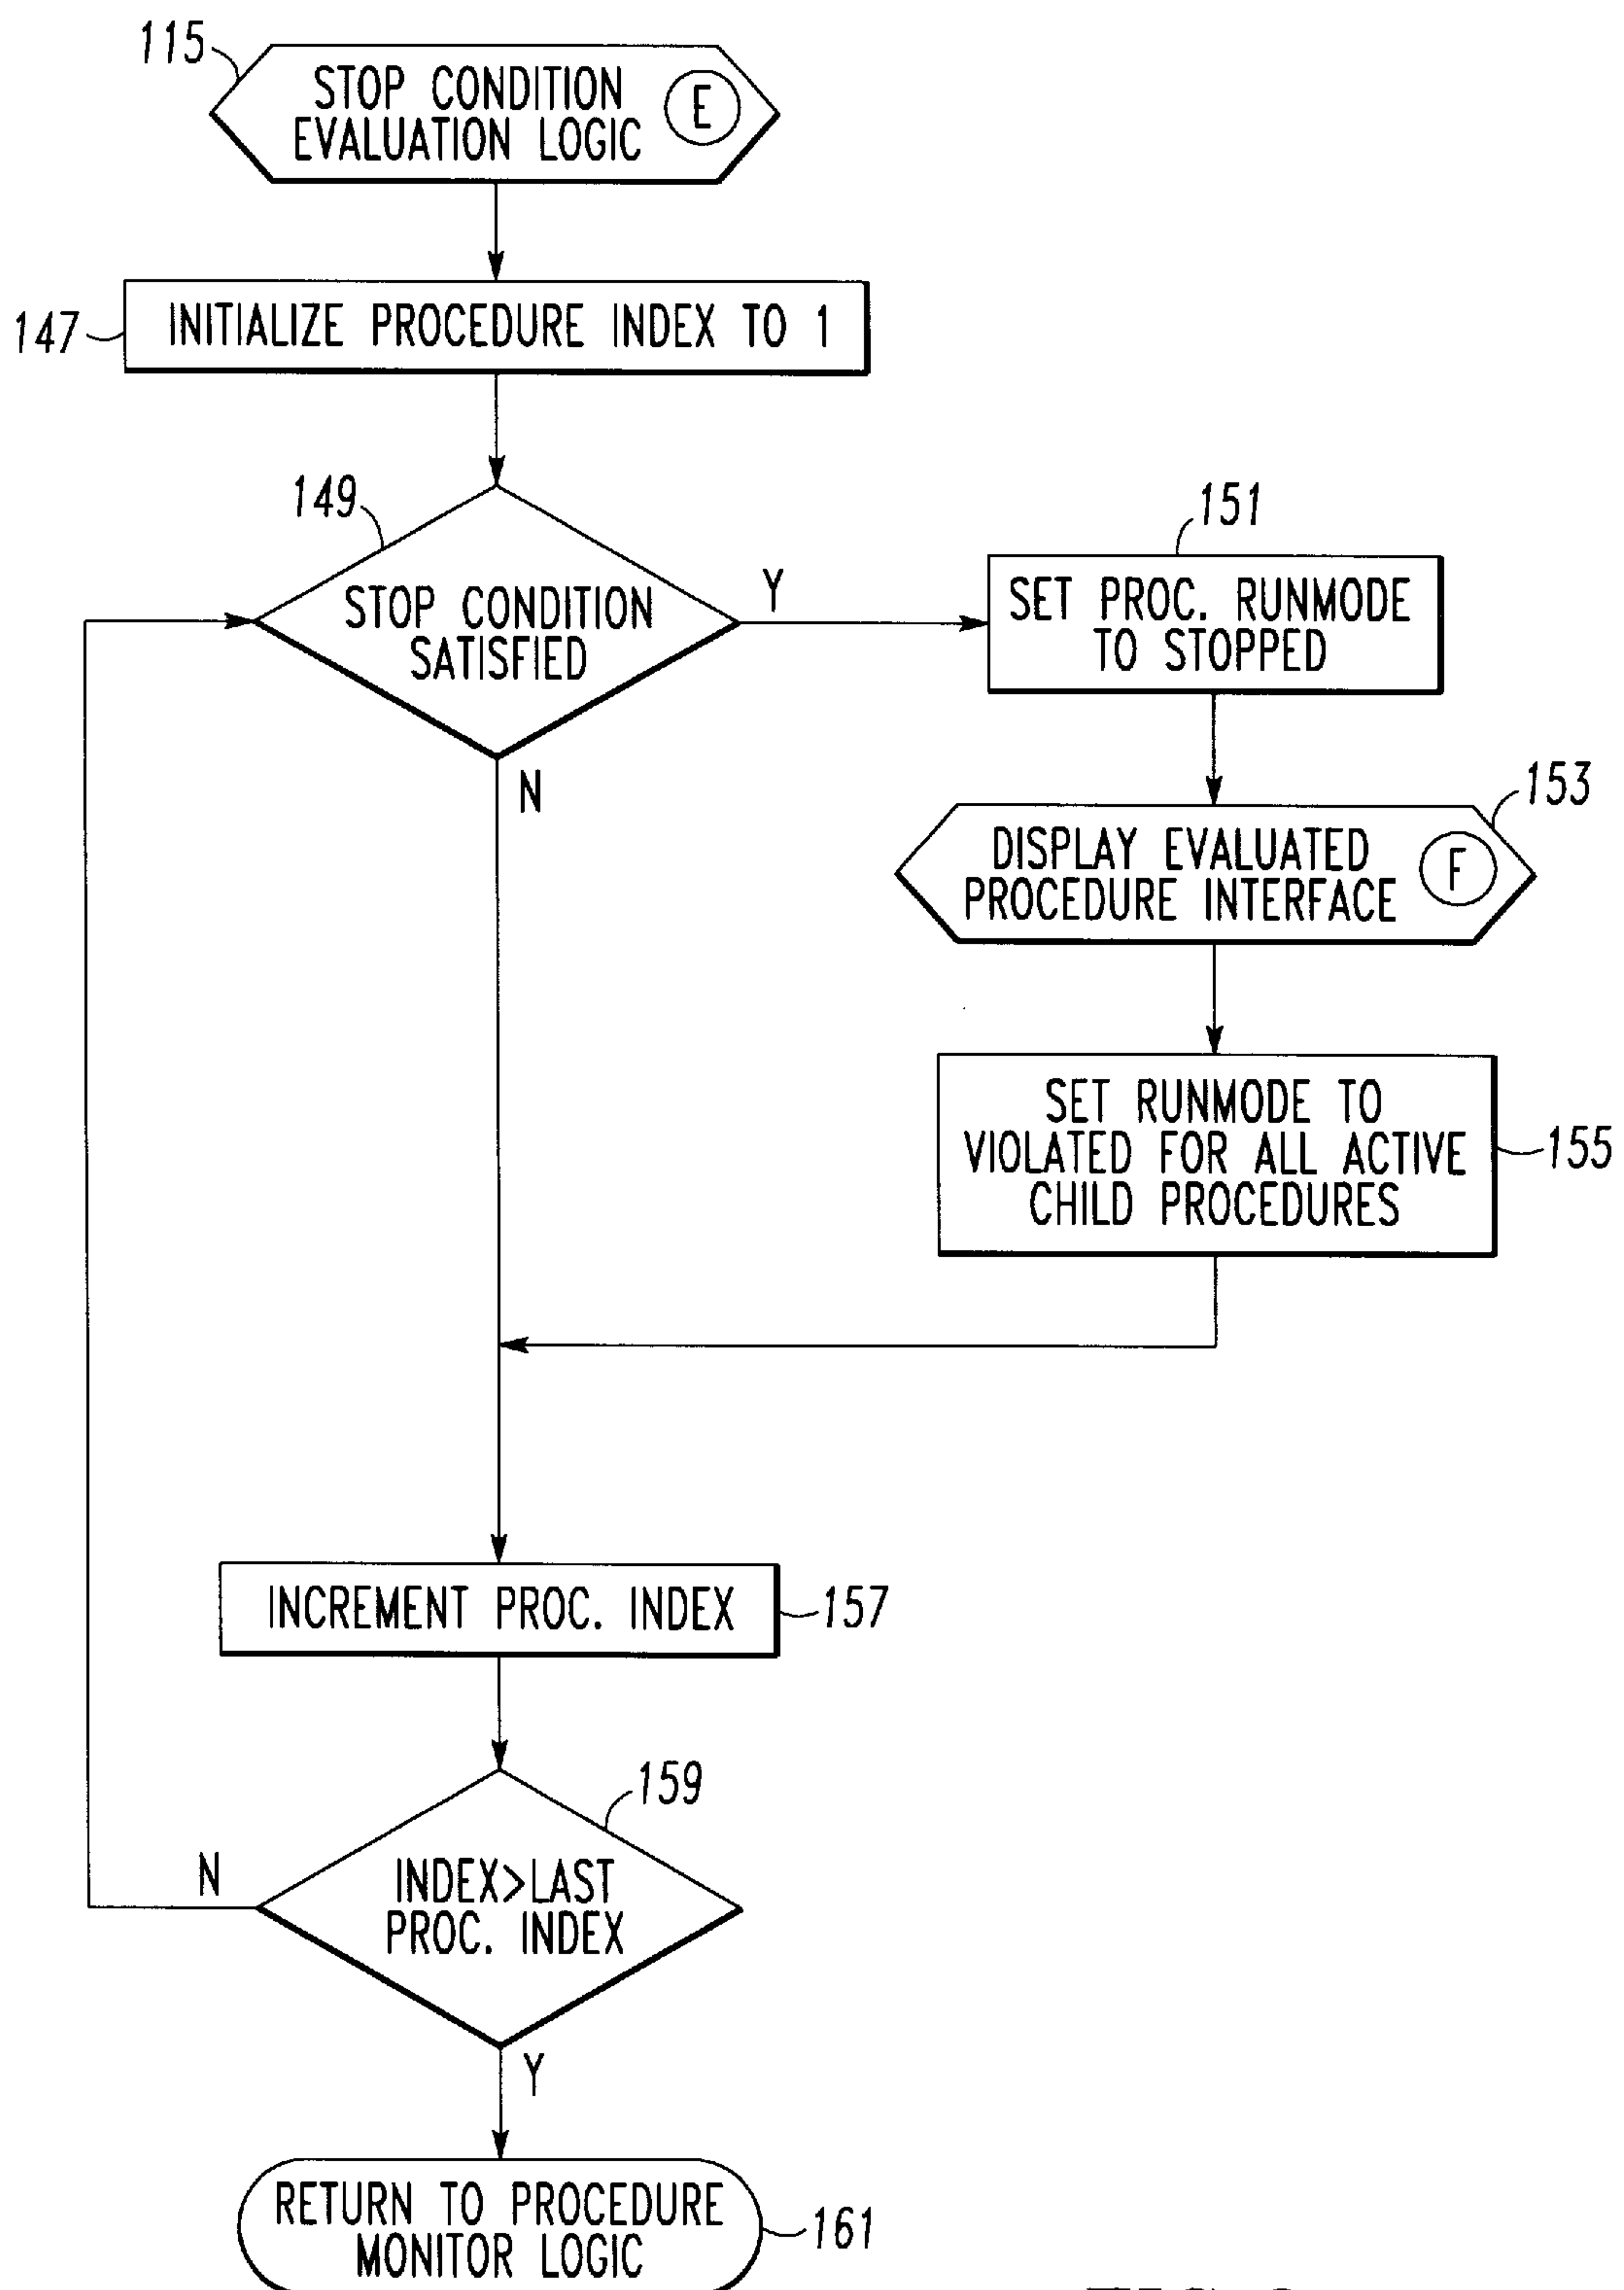 115
STOP CONDITION
EVALUATION LOGIC
E
147
INITIALIZE PROCEDURE INDEX TO 1
149
STOP CONDITION
SATISFIED
Y
N
151
SET PROC. RUNMODE
TO STOPPED
153
DISPLAY EVALUATED
PROCEDURE INTERFACE
F
SET RUNMODE TO
VIOLATED FOR ALL ACTIVE
CHILD PROCEDURES
155
INCREMENT PROC. INDEX
157
159
N
INDEX>LAST
PROC. INDEX
Y
RETURN TO PROCEDURE
MONITOR LOGIC
161